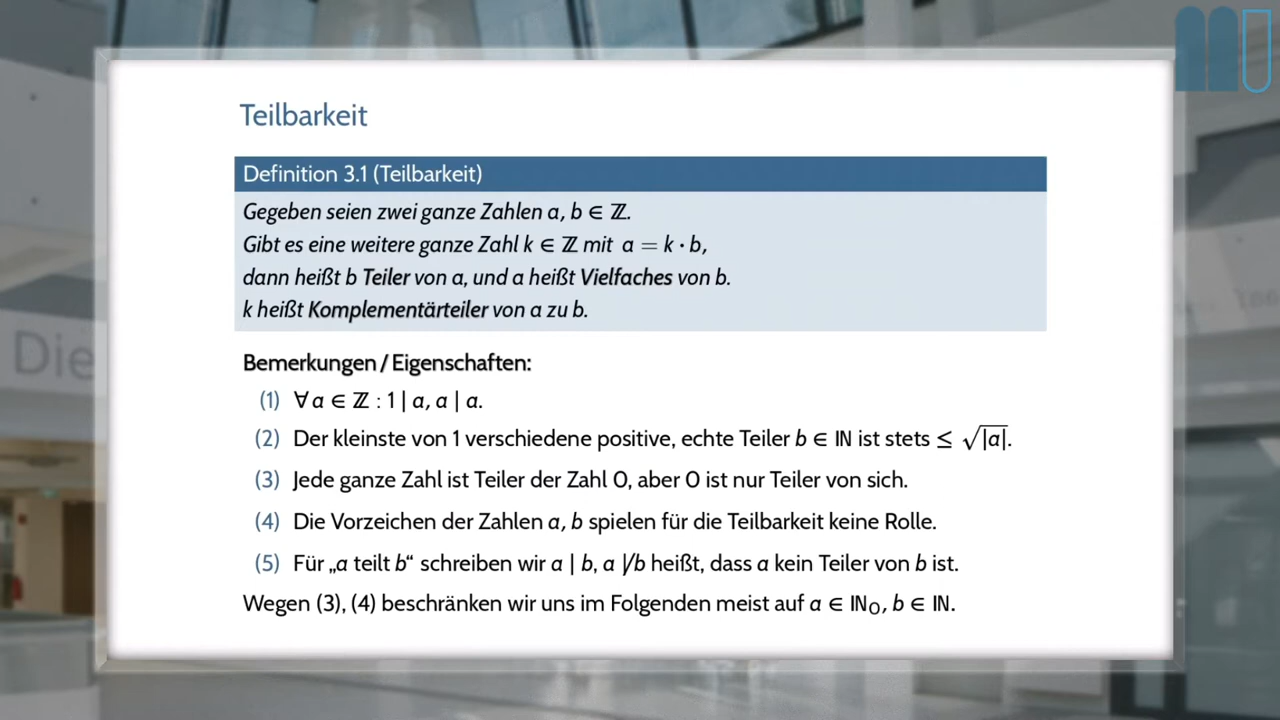 Teilbarkeit
Definition 3.1 (Teilbarkeit)
Gegeben seien zwei ganze Zahlen a, b ∈ ℤ.
Gibt es eine weitere ganze Zahl k ∈ ℤ mit a = k · b,
dann heißt b Teiler von a, und a heißt Vielfaches von b.
k heißt Komplementärteiler von a zu b.
Bemerkungen / Eigenschaften:
(1) ∀ a ∈ ℤ : 1 | a, a | a.
(2) Der kleinste von 1 verschiedene positive, echte Teiler b ∈ ℕ ist stets ≤ √|a|.
(3) Jede ganze Zahl ist Teiler der Zahl 0, aber 0 ist nur Teiler von sich.
(4) Die Vorzeichen der Zahlen a, b spielen für die Teilbarkeit keine Rolle.
(5) Für „a teilt b“ schreiben wir a | b, a ∤ b heißt, dass a kein Teiler von b ist.
Wegen (3), (4) beschränken wir uns im Folgenden meist auf a ∈ ℕ₀, b ∈ ℕ.
Die